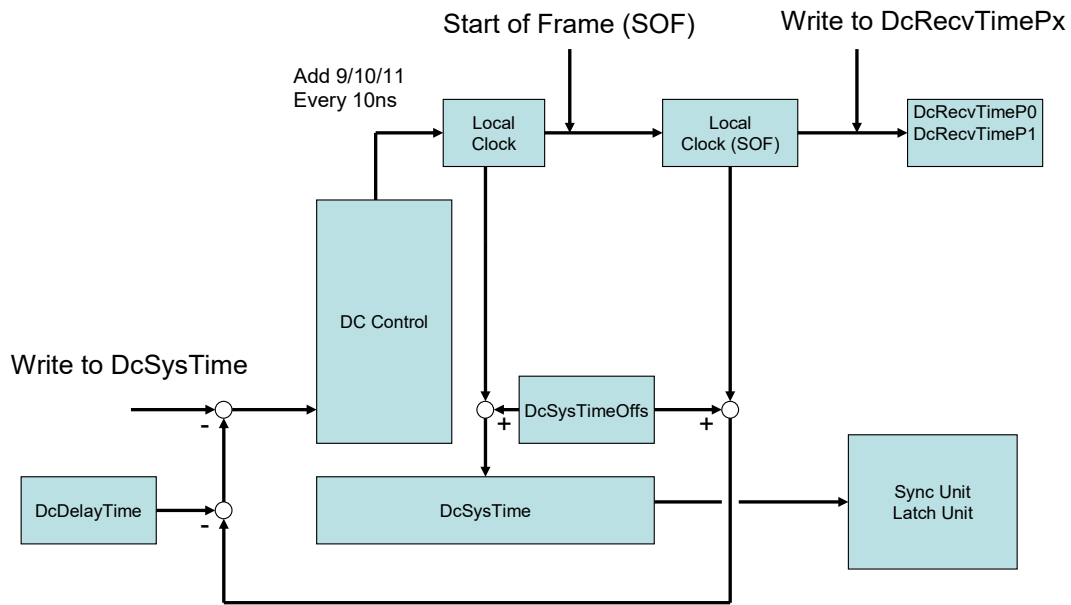 Start of Frame (SOF)
Write to DcRecvTimePx
Add 9/10/11
Every 10ns
Local
Clock
Local
Clock (SOF)
DcRecvTimeP0
DcRecvTimeP1
DC Control
Write to DcSysTime
-
+
DcSysTimeOffs
+
DcDelayTime
-
DcSysTime
Sync Unit
Latch Unit